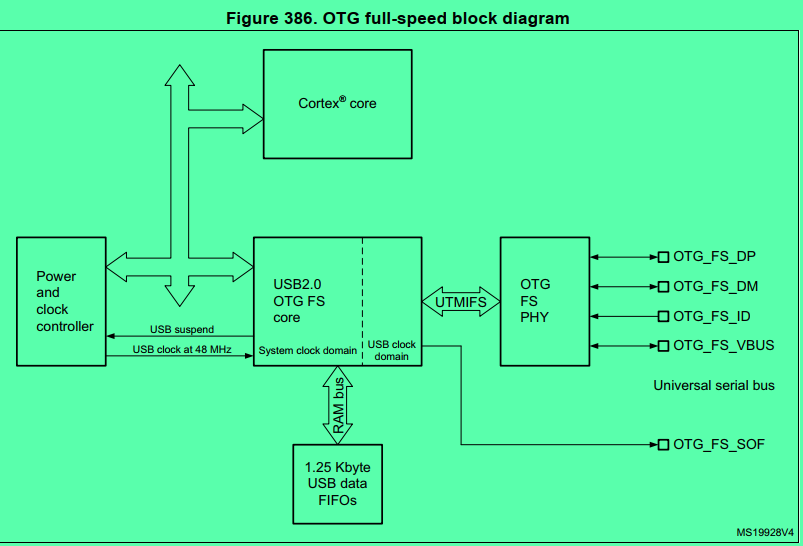 Figure 386. OTG full-speed block diagram
Cortex® core
Power
and
clock
controller
USB2.0
OTG FS
core
OTG
FS
PHY
UTMIFS
OTG_FS_DP
OTG_FS_DM
OTG_FS_ID
OTG_FS_VBUS
USB suspend
USB clock at 48 MHz
System clock domain
USB clock
domain
Universal serial bus
RAM bus
OTG_FS_SOF
1.25 Kbyte
USB data
FIFOs
MS19928V4